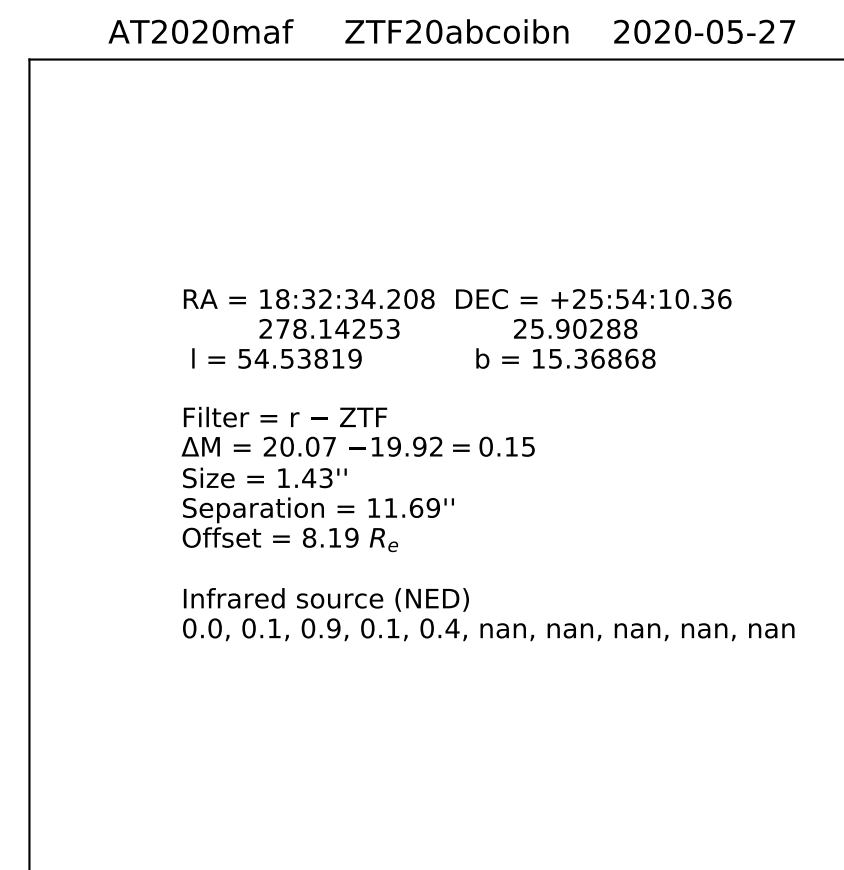 AT2020maf ZTF20abcoibn 2020-05-27
RA = 18:32:34.208 DEC = +25:54:10.36
278.14253 25.90288
l = 54.53819 b = 15.36868
Filter = r − ZTF
ΔM = 20.07 −19.92 = 0.15
Size = 1.43''
Separation = 11.69''
Offset = 8.19 Re
Infrared source (NED)
0.0, 0.1, 0.9, 0.1, 0.4, nan, nan, nan, nan, nan